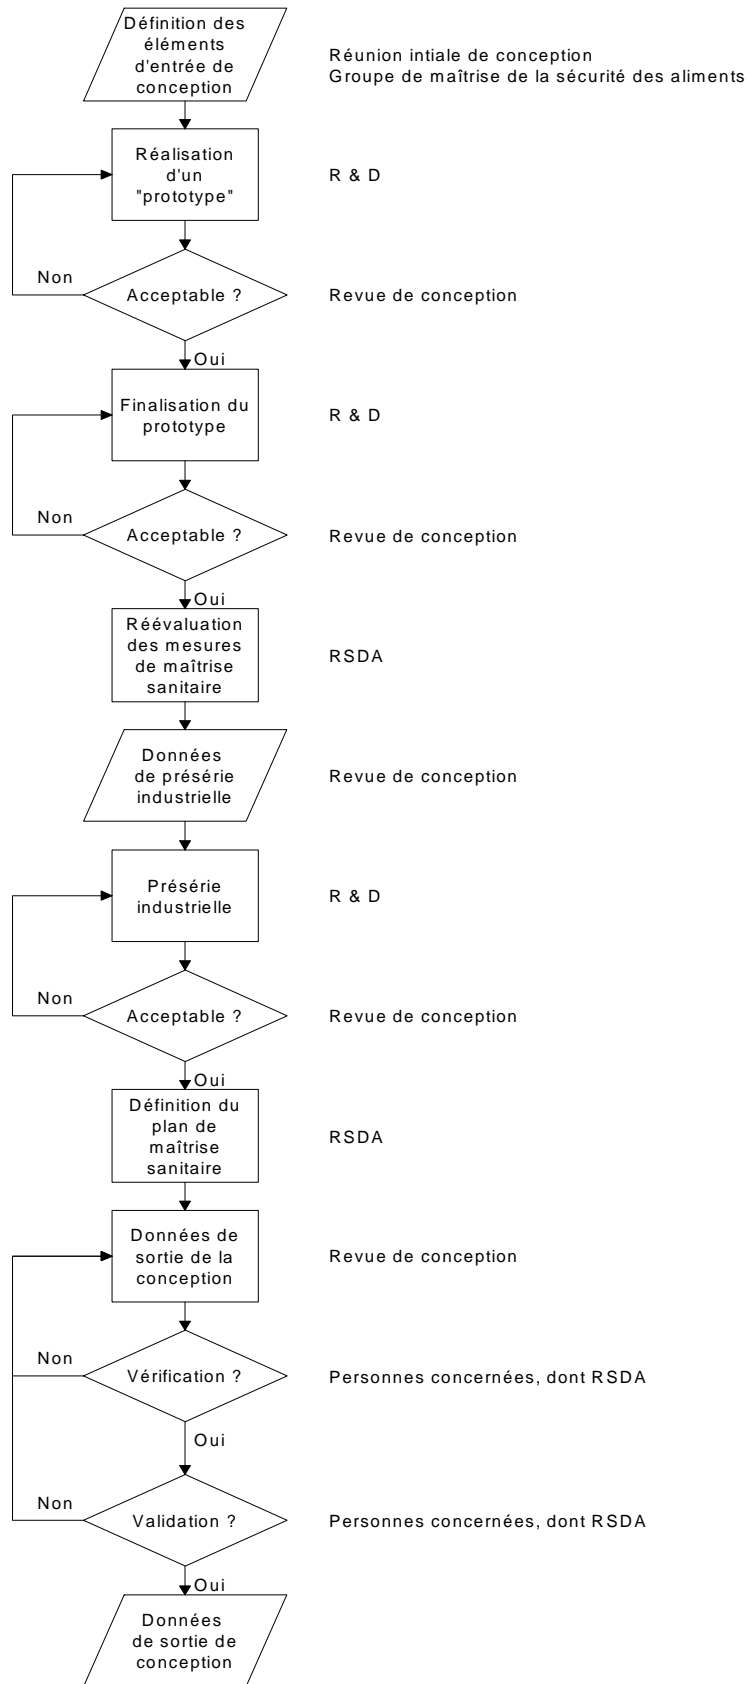 Définition des
éléments
d'entrée de
conception
Réunion intiale de conception
Groupe de maîtrise de la sécurité des aliments
Réalisation
d'un
"prototype"
R & D
Non
Acceptable ?
Revue de conception
Oui
Finalisation du
prototype
R & D
Non
Acceptable ?
Revue de conception
Oui
Réévaluation
des mesures
de maîtrise
sanitaire
RSDA
Données
de présérie
industrielle
Revue de conception
Présérie
industrielle
R & D
Non
Acceptable ?
Revue de conception
Oui
Définition du
plan de
maîtrise
sanitaire
RSDA
Données de
sortie de la
conception
Revue de conception
Non
Vérification ?
Personnes concernées, dont RSDA
Oui
Non
Validation ?
Personnes concernées, dont RSDA
Oui
Données
de sortie de
conception